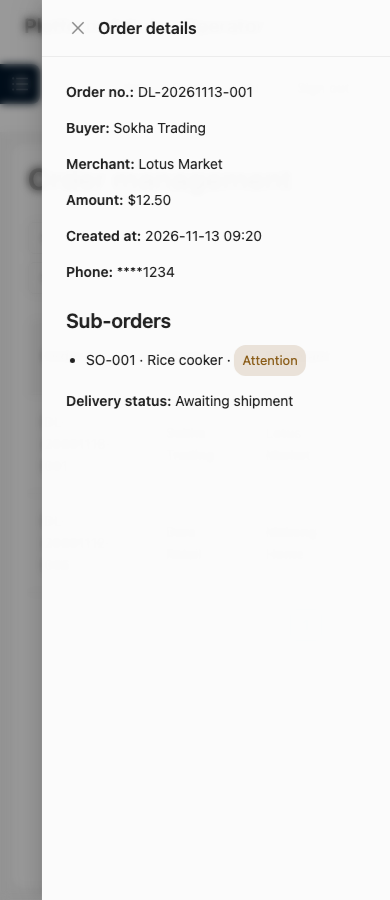 Order details
Order no.: DL-20261113-001
Buyer: Sokha Trading
Merchant: Lotus Market
Amount: $12.50
Created at: 2026-11-13 09:20
Phone: ****1234
Sub-orders
• SO-001 · Rice cooker · Attention
Delivery status: Awaiting shipment